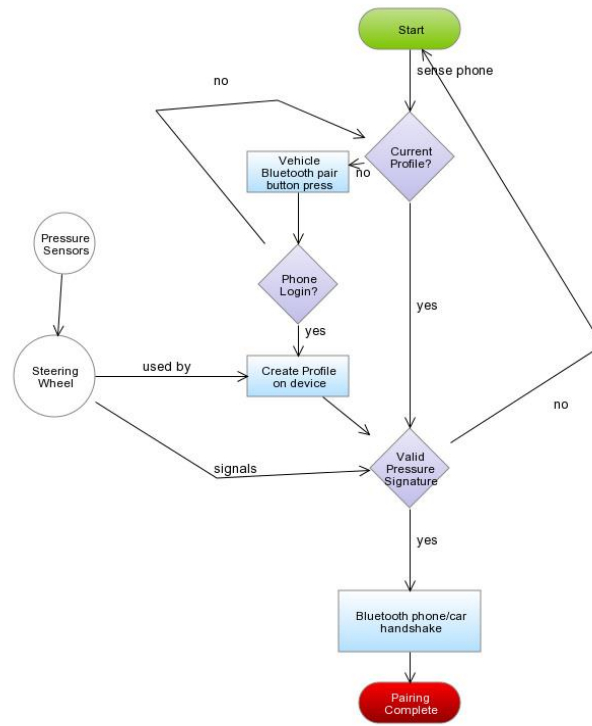 Start
sense phone
no
Current
Profile?
Vehicle
Bluetooth pair
button press
no
Pressure
Sensors
Phone
Login?
yes
yes
Steering
Wheel
used by
Create Profile
on device
no
Valid
Pressure
Signature
signals
yes
Bluetooth phone/car
handshake
Pairing
Complete